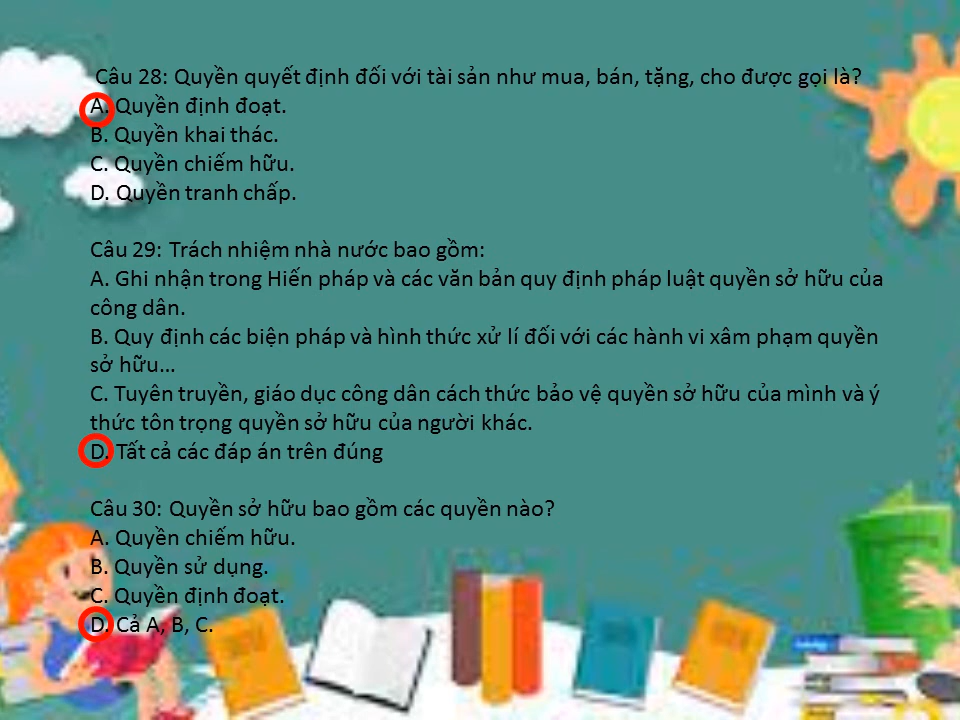 Câu 28: Quyền quyết định đối với tài sản như mua, bán, tặng, cho được gọi là?
A. Quyền định đoạt.
B. Quyền khai thác.
C. Quyền chiếm hữu.
D. Quyền tranh chấp.
Câu 29: Trách nhiệm nhà nước bao gồm:
A. Ghi nhận trong Hiến pháp và các văn bản quy định pháp luật quyền sở hữu của
công dân.
B. Quy định các biện pháp và hình thức xử lí đối với các hành vi xâm phạm quyền
sở hữu…
C. Tuyên truyền, giáo dục công dân cách thức bảo vệ quyền sở hữu của mình và ý
thức tôn trọng quyền sở hữu của người khác.
D. Tất cả các đáp án trên đúng
Câu 30: Quyền sở hữu bao gồm các quyền nào?
A. Quyền chiếm hữu.
B. Quyền sử dụng.
C. Quyền định đoạt.
D. Cả A, B, C.